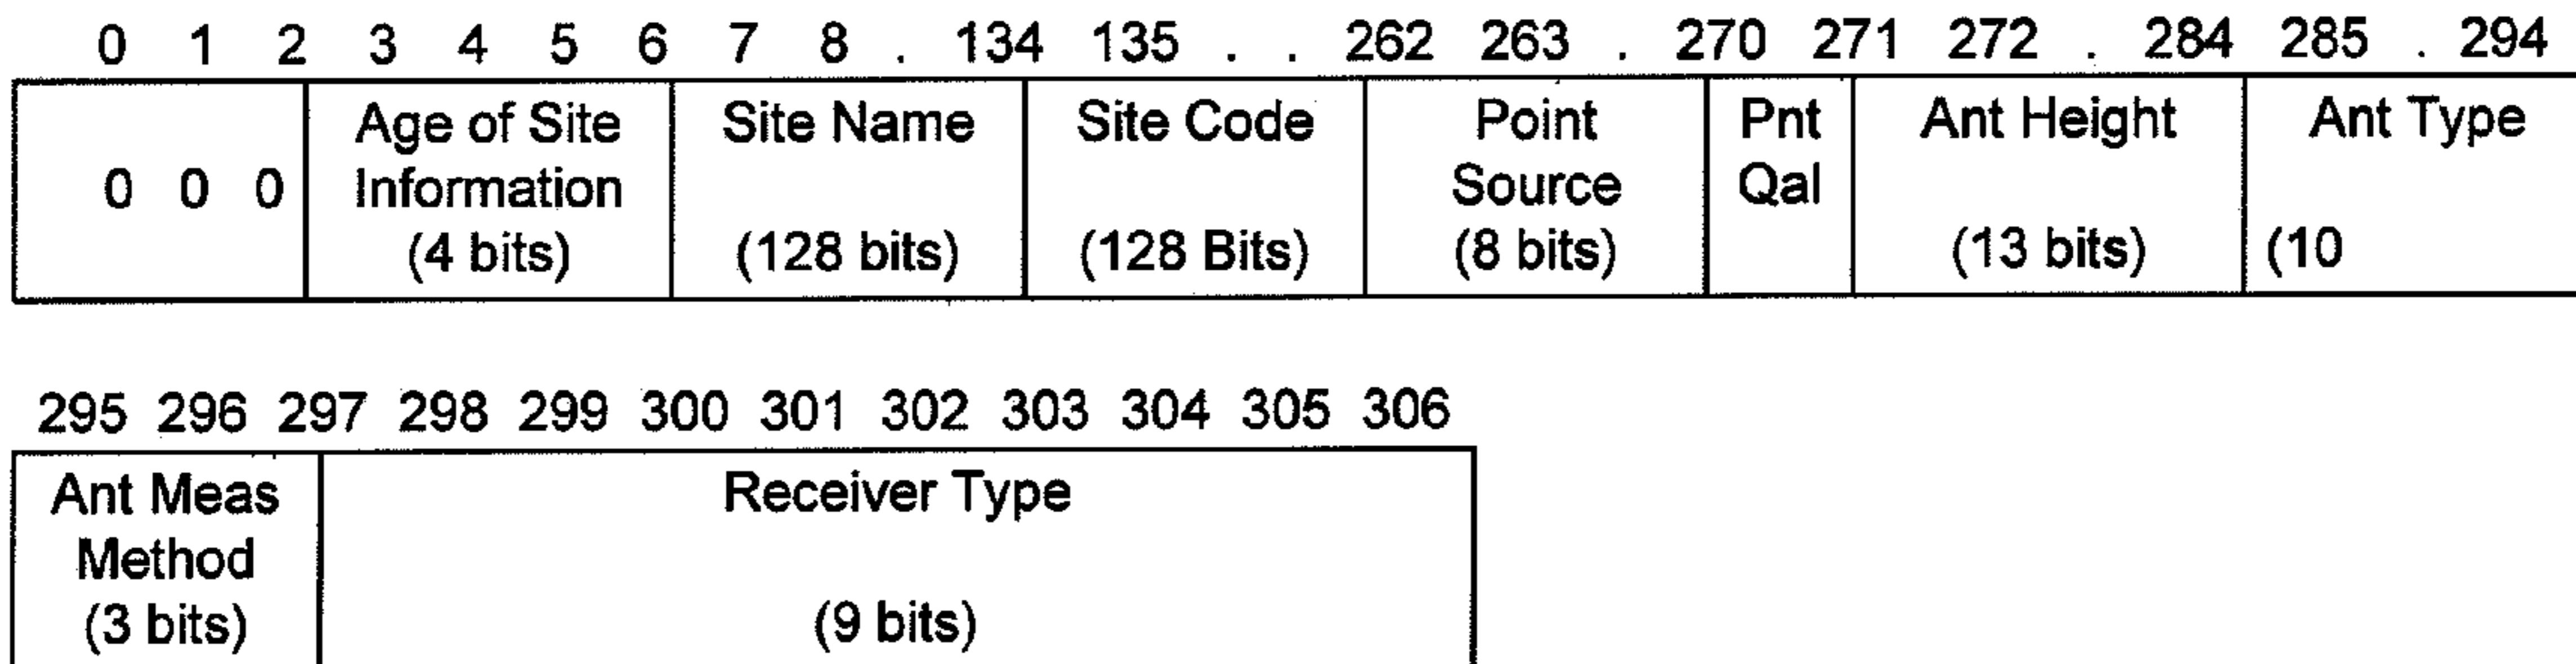 0 1 2 3 4 5 6 7 8 . 134 135 . . 262 263 . 270 271 272 . 284 285 . 294
0 0 0
Age of Site
Information
(4 bits)
Site Name
(128 bits)
Site Code
(128 Bits)
Point
Source
(8 bits)
Pnt
Qal
Ant Height
(13 bits)
Ant Type
(10
295 296 297 298 299 300 301 302 303 304 305 306
Ant Meas
Method
(3 bits)
Receiver Type
(9 bits)